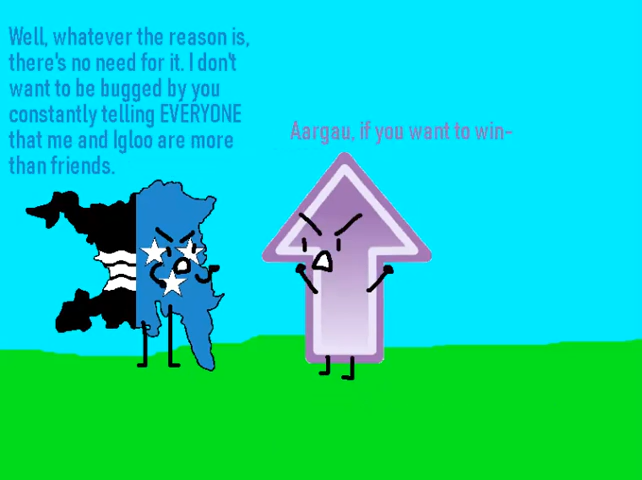 Well, whatever the reason is,
there's no need for it. I don't
want to be bugged by you
constantly telling EVERYONE
that me and Igloo are more
than friends.
Aargau, if you want to win-